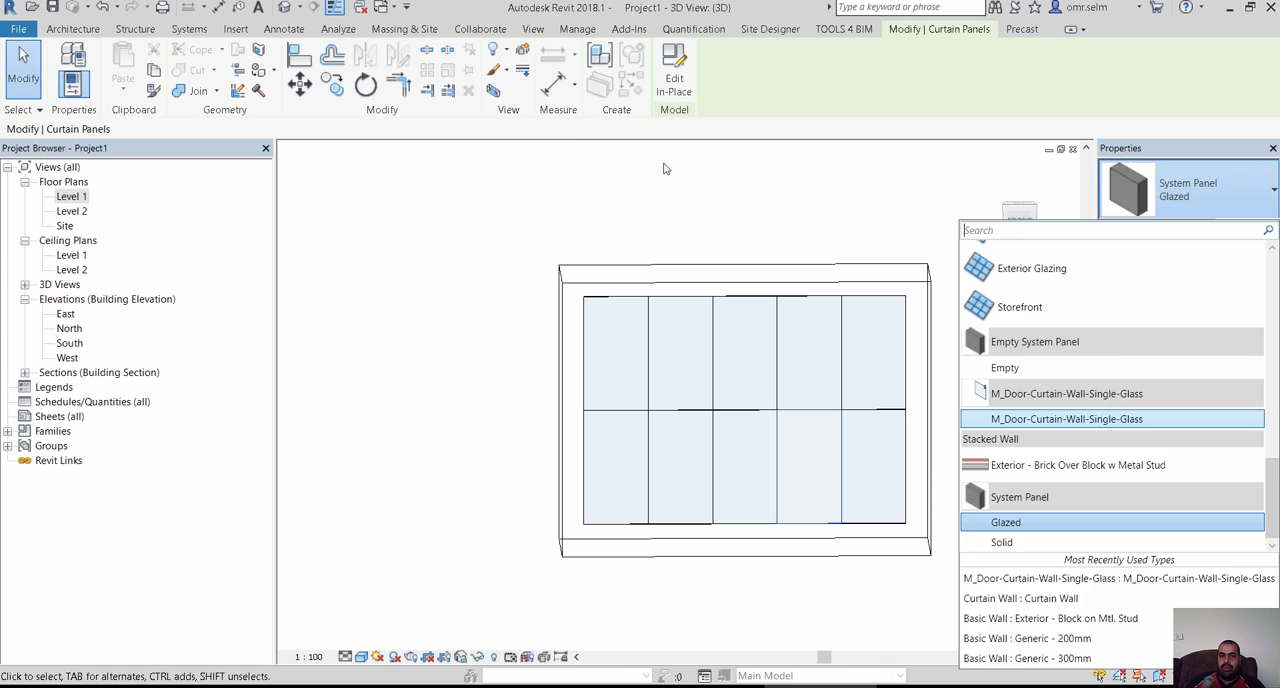 Autodesk Revit 2018.1 - Project1 - 3D View: {3D}
Type a keyword or phrase
omr.selm
File Architecture Structure Systems Insert Annotate Analyze Massing & Site Collaborate View Manage Add-Ins Quantification Site Designer TOOLS 4 BIM Modify | Curtain Panels Precast
Modify
Paste
Cope
Cut
Join
Edit
In-Place
Select Properties Clipboard Geometry Modify View Measure Create Model
Modify | Curtain Panels
Project Browser - Project1
Views (all)
Floor Plans
Level 1
Level 2
Site
Ceiling Plans
Level 1
Level 2
3D Views
Elevations (Building Elevation)
East
North
South
West
Sections (Building Section)
Legends
Schedules/Quantities (all)
Sheets (all)
Families
Groups
Revit Links
Properties
System Panel
Glazed
Search
Exterior Glazing
Storefront
Empty System Panel
Empty
M_Door-Curtain-Wall-Single-Glass
M_Door-Curtain-Wall-Single-Glass
Stacked Wall
Exterior - Brick Over Block w Metal Stud
System Panel
Glazed
Solid
Most Recently Used Types
M_Door-Curtain-Wall-Single-Glass : M_Door-Curtain-Wall-Single-Glass
Curtain Wall : Curtain Wall
Basic Wall : Exterior - Block on Mtl. Stud
Basic Wall : Generic - 200mm
Basic Wall : Generic - 300mm
1 : 100
Click to select, TAB for alternates, CTRL adds, SHIFT unselects.
:0
Main Model